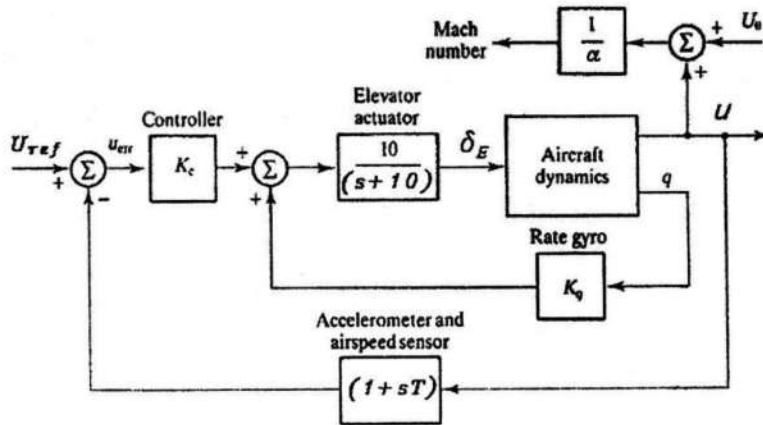 Mach
number
1
α
Σ
+
U₀
+
Elevator
actuator
U
Controller
U_ref
u_err
K_c
Σ
+
−
Σ
+
+
10
(s+10)
δ_E
Aircraft
dynamics
q
Rate gyro
K_q
Accelerometer and
airspeed sensor
(1+sT)